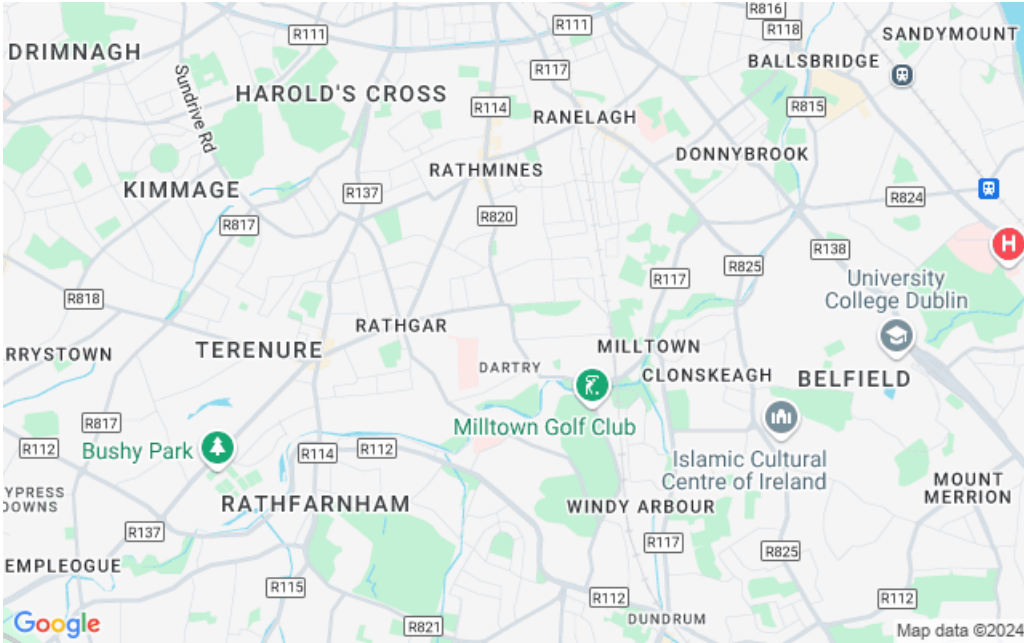 R816
R111
R118
SANDYMOUNT
DRIMNAGH
R111
BALLSBRIDGE
R117
Sundrive Rd
HAROLD'S CROSS
R114
R815
RANELAGH
DONNYBROOK
RATHMINES
KIMMAGE
R137
R824
R820
R817
H
R138
R825
R117
University
College Dublin
R818
RATHGAR
TERENURE
MILLTOWN
RRYSTOWN
DARTRY
CLONSKEAGH
BELFIELD
R817
Milltown Golf Club
R112
Bushy Park
R114
R112
Islamic Cultural
Centre of Ireland
YPRESS
DOWNS
MOUNT
MERRION
RATHFARNHAM
WINDY ARBOUR
R137
R117
R825
EMPLEOGUE
R115
R112
R112
DUNDRUM
R821
Google
Map data ©2024